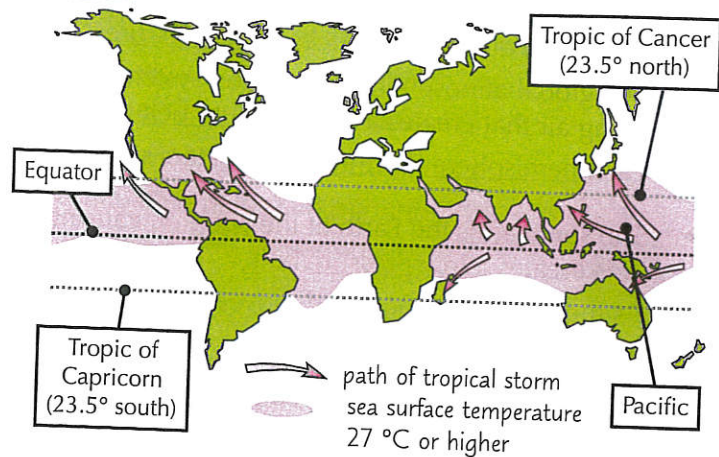 Tropic of Cancer
(23.5° north)
Equator
Tropic of
Capricorn
(23.5° south)
path of tropical storm
sea surface temperature
27 °C or higher
Pacific